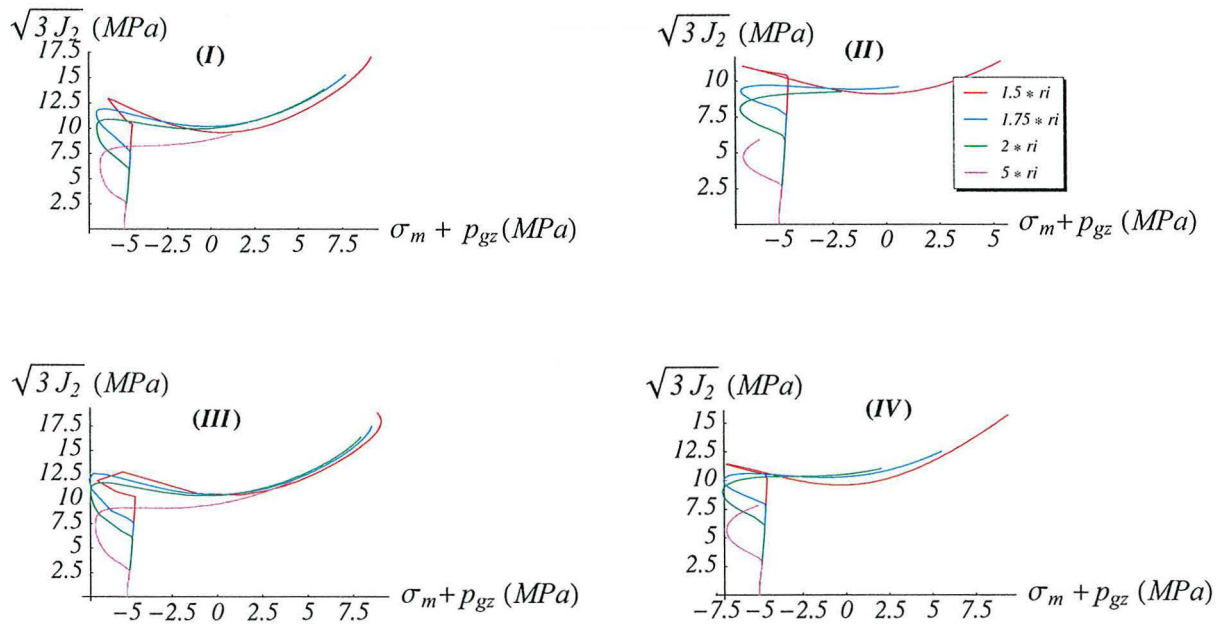 √3 J₂ (MPa)
(I)
17.5
15
12.5
10
7.5
5
2.5
−5 −2.5 0 2.5 5 7.5
σₘ + p_gz (MPa)
√3 J₂ (MPa)
(II)
10
7.5
5
2.5
−5 −2.5 0 2.5 5
σₘ + p_gz (MPa)
1.5 * ri
1.75 * ri
2 * ri
5 * ri
√3 J₂ (MPa)
(III)
17.5
15
12.5
10
7.5
5
2.5
−5 −2.5 0 2.5 5 7.5
σₘ + p_gz (MPa)
√3 J₂ (MPa)
(IV)
15
12.5
10
7.5
5
2.5
−7.5 −5 −2.5 0 2.5 5 7.5
σₘ + p_gz (MPa)